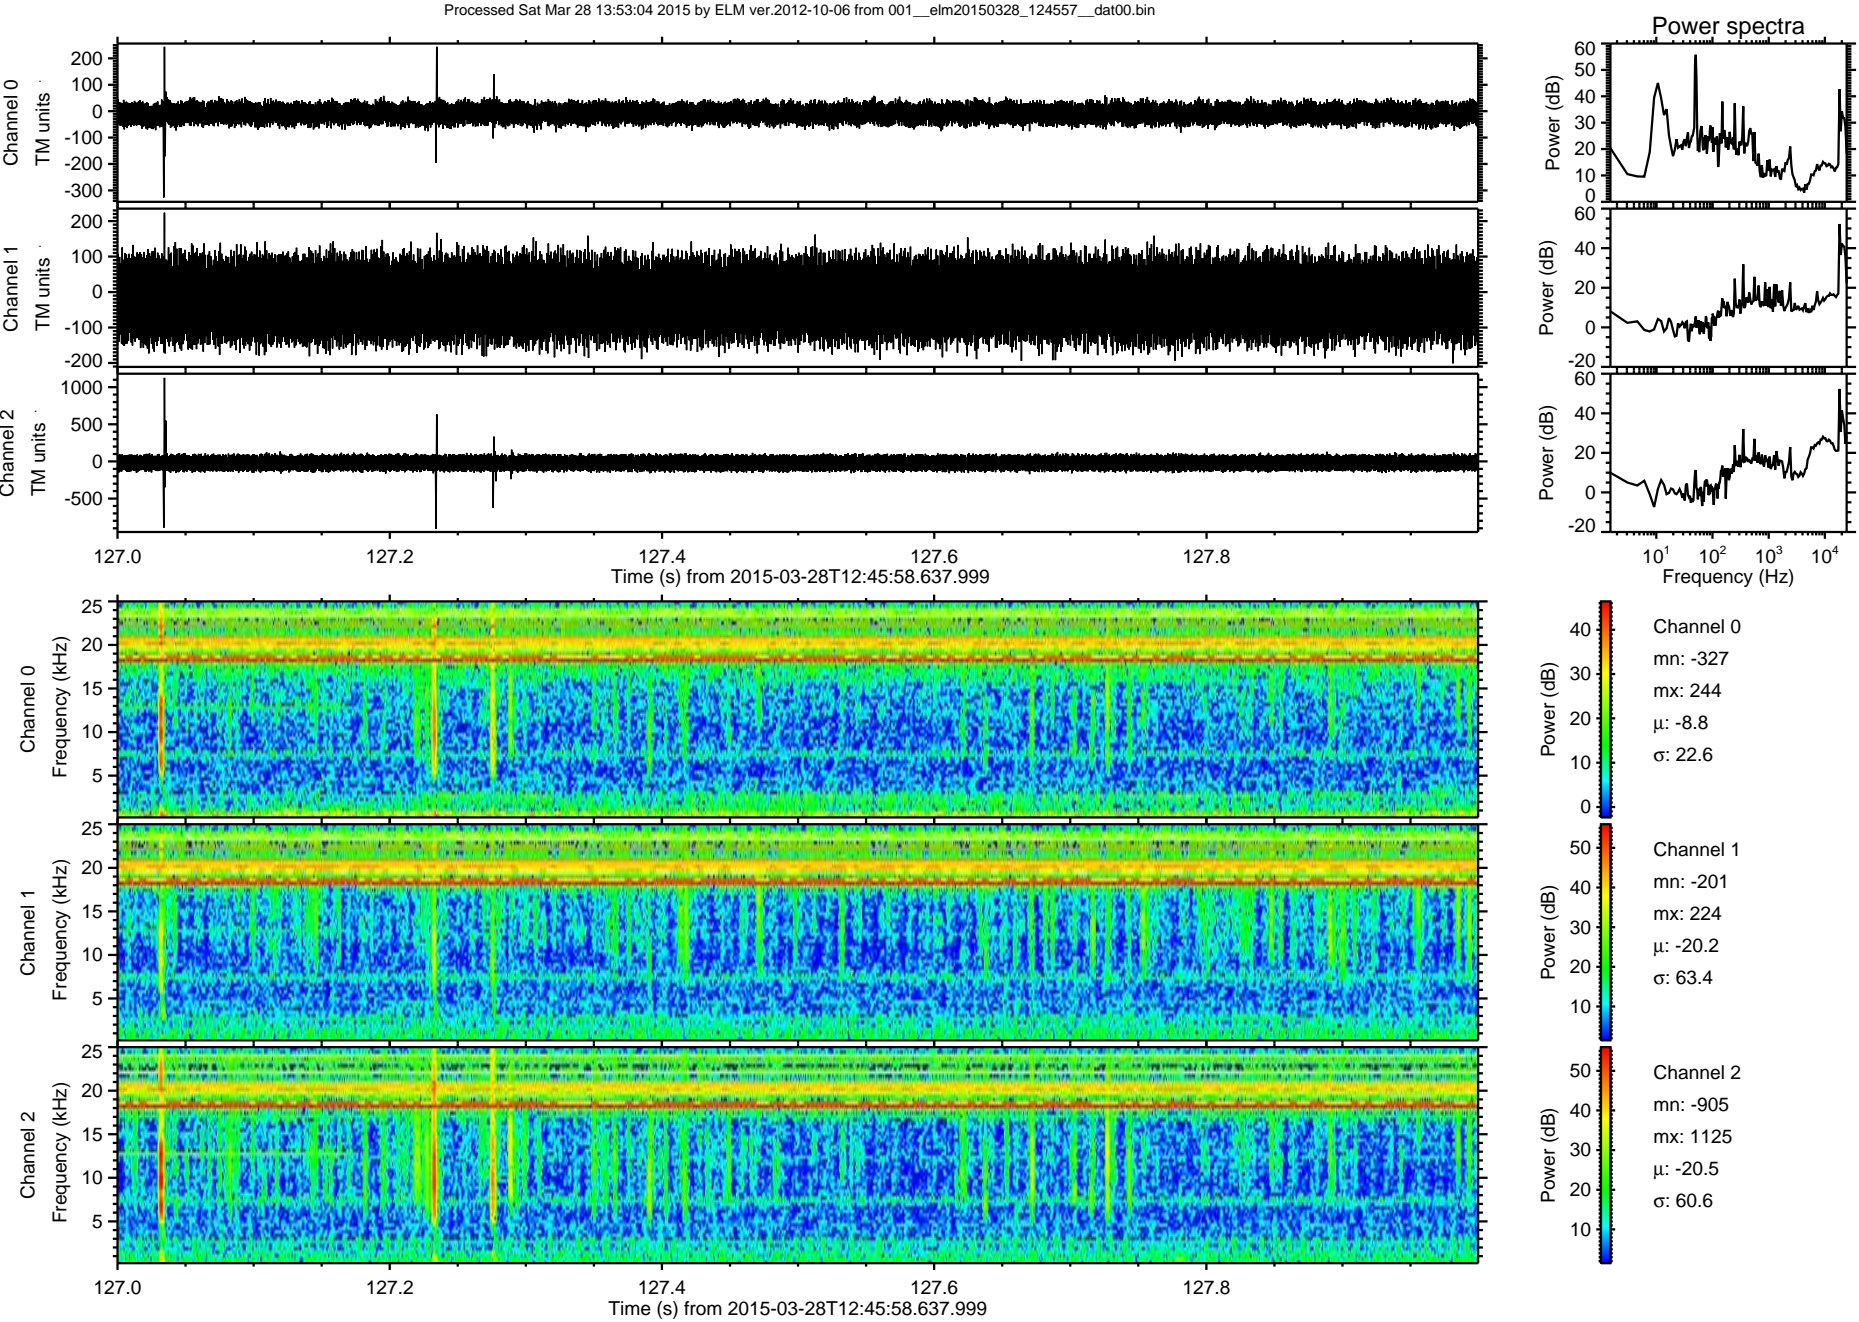 Processed Sat Mar 28 13:53:04 2015 by ELM ver.2012-10-06 from 001__elm20150328_124557__dat00.bin
Power spectra
Channel 0
TM units
200
100
0
-100
-200
-300
Power (dB)
60
50
40
30
20
10
0
Channel 1
TM units
200
100
0
-100
-200
Power (dB)
60
40
20
0
-20
Channel 2
TM units
1000
500
0
-500
Power (dB)
60
40
20
0
-20
127.0 127.2 127.4 127.6 127.8
Time (s) from 2015-03-28T12:45:58.637.999
10^1 10^2 10^3 10^4
Frequency (Hz)
Channel 0
Frequency (kHz)
25
20
15
10
5
Power (dB)
40
30
20
10
0
Channel 0
mn: -327
mx: 244
μ: -8.8
σ: 22.6
Channel 1
Frequency (kHz)
25
20
15
10
5
Power (dB)
50
40
30
20
10
Channel 1
mn: -201
mx: 224
μ: -20.2
σ: 63.4
Channel 2
Frequency (kHz)
25
20
15
10
5
Power (dB)
50
40
30
20
10
Channel 2
mn: -905
mx: 1125
μ: -20.5
σ: 60.6
127.0 127.2 127.4 127.6 127.8
Time (s) from 2015-03-28T12:45:58.637.999